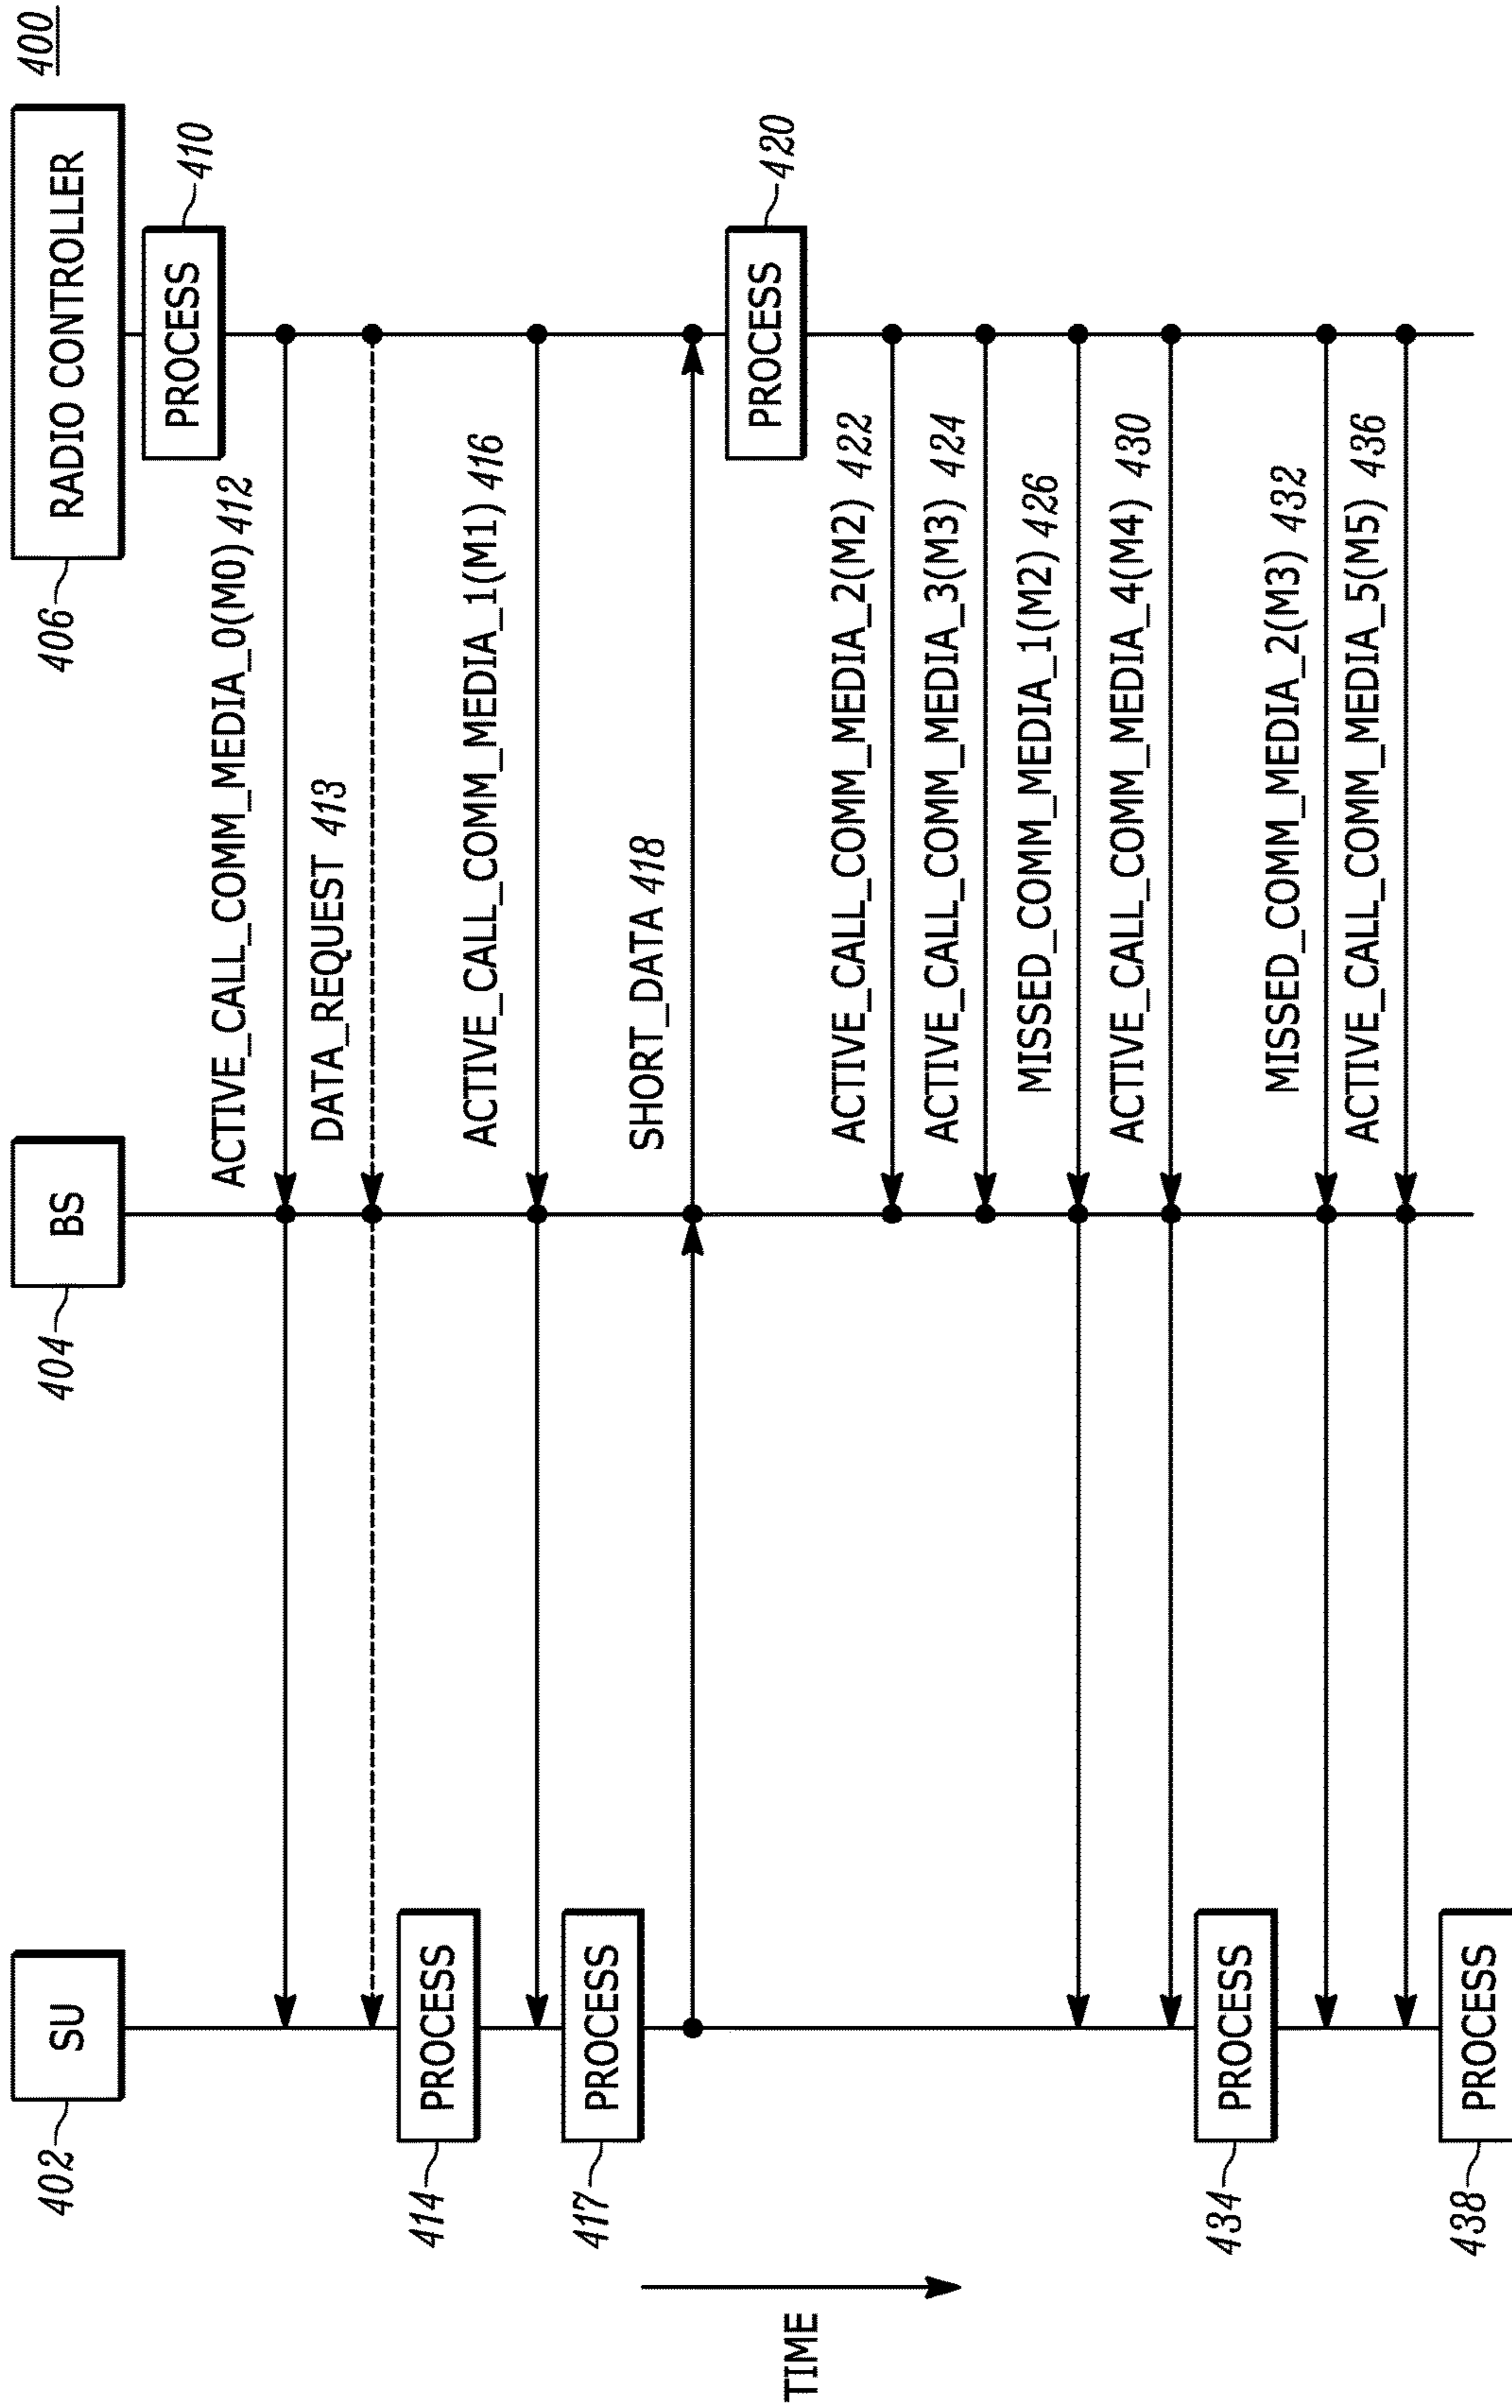 400
SU
BS
RADIO CONTROLLER
402
404
406
PROCESS
410
ACTIVE_CALL_COMM_MEDIA_0(M0) 412
DATA_REQUEST 413
PROCESS
414
ACTIVE_CALL_COMM_MEDIA_1(M1) 416
PROCESS
417
SHORT_DATA 418
PROCESS
420
TIME
ACTIVE_CALL_COMM_MEDIA_2(M2) 422
ACTIVE_CALL_COMM_MEDIA_3(M3) 424
MISSED_COMM_MEDIA_1(M2) 426
ACTIVE_CALL_COMM_MEDIA_4(M4) 430
PROCESS
434
MISSED_COMM_MEDIA_2(M3) 432
ACTIVE_CALL_COMM_MEDIA_5(M5) 436
PROCESS
438